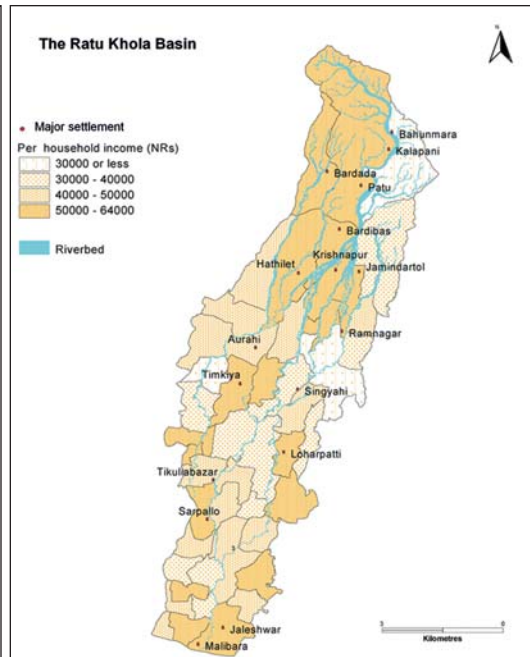 The Ratu Khola Basin
N
Major settlement
Per household income (NRs)
30000 or less
30000 - 40000
40000 - 50000
50000 - 64000
Riverbed
Bahunmara
Kalapani
Bardada
Patu
Bardibas
Krishnapur
Hathilet
Jamindartol
Ramnagar
Aurahi
Timkiya
Singyahi
Loharpatti
Tikuliabazar
Sarpallo
Jaleshwar
Malibara
3 0
Kilometres